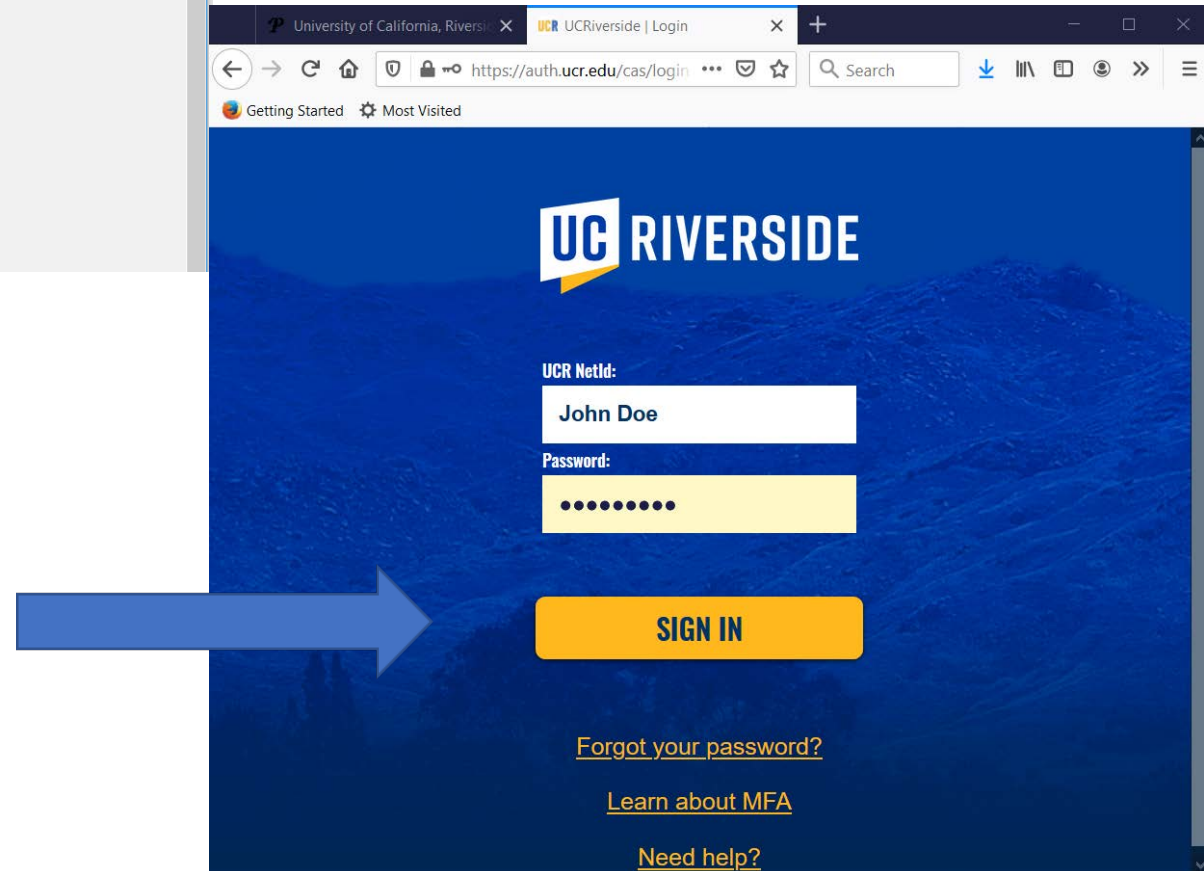 University of California, Riversi
UCR UCRiverside | Login
https://auth.ucr.edu/cas/login
Search
Getting Started
Most Visited
UC RIVERSIDE
UCR NetId:
John Doe
Password:
SIGN IN
Forgot your password?
Learn about MFA
Need help?